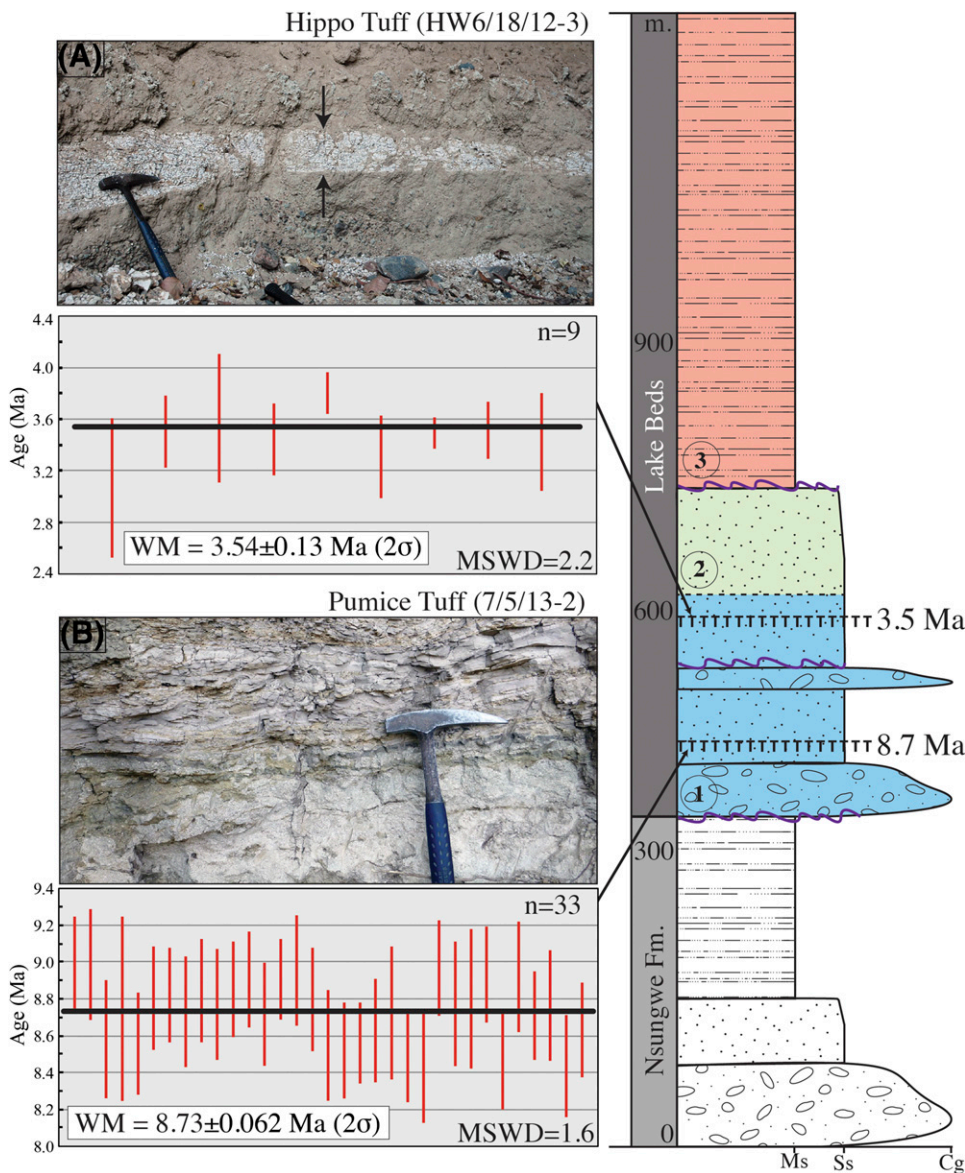 Hippo Tuff (HW6/18/12-3)
(A)
4.4
4.0
3.6
3.2
2.8
2.4
Age (Ma)
n=9
WM = 3.54±0.13 Ma (2σ)
MSWD=2.2
Pumice Tuff (7/5/13-2)
(B)
9.4
9.2
9.0
8.8
8.6
8.4
8.2
8.0
Age (Ma)
n=33
WM = 8.73±0.062 Ma (2σ)
MSWD=1.6
m.
900
600
300
0
Lake Beds
Nsungwe Fm.
3
2
1
3.5 Ma
8.7 Ma
Ms Ss Cg